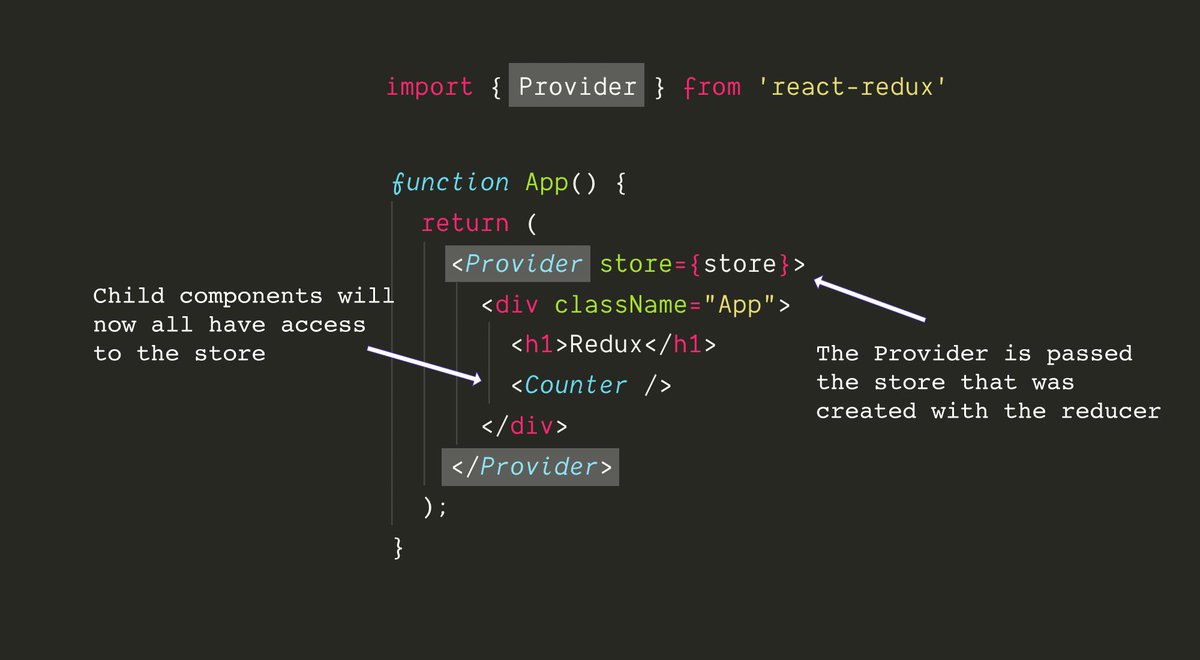 import { Provider } from 'react-redux'
function App() {
return (
<Provider store={store}>
<div className="App">
<h1>Redux</h1>
<Counter />
</div>
</Provider>
);
}
Child components will
now all have access
to the store
The Provider is passed
the store that was
created with the reducer